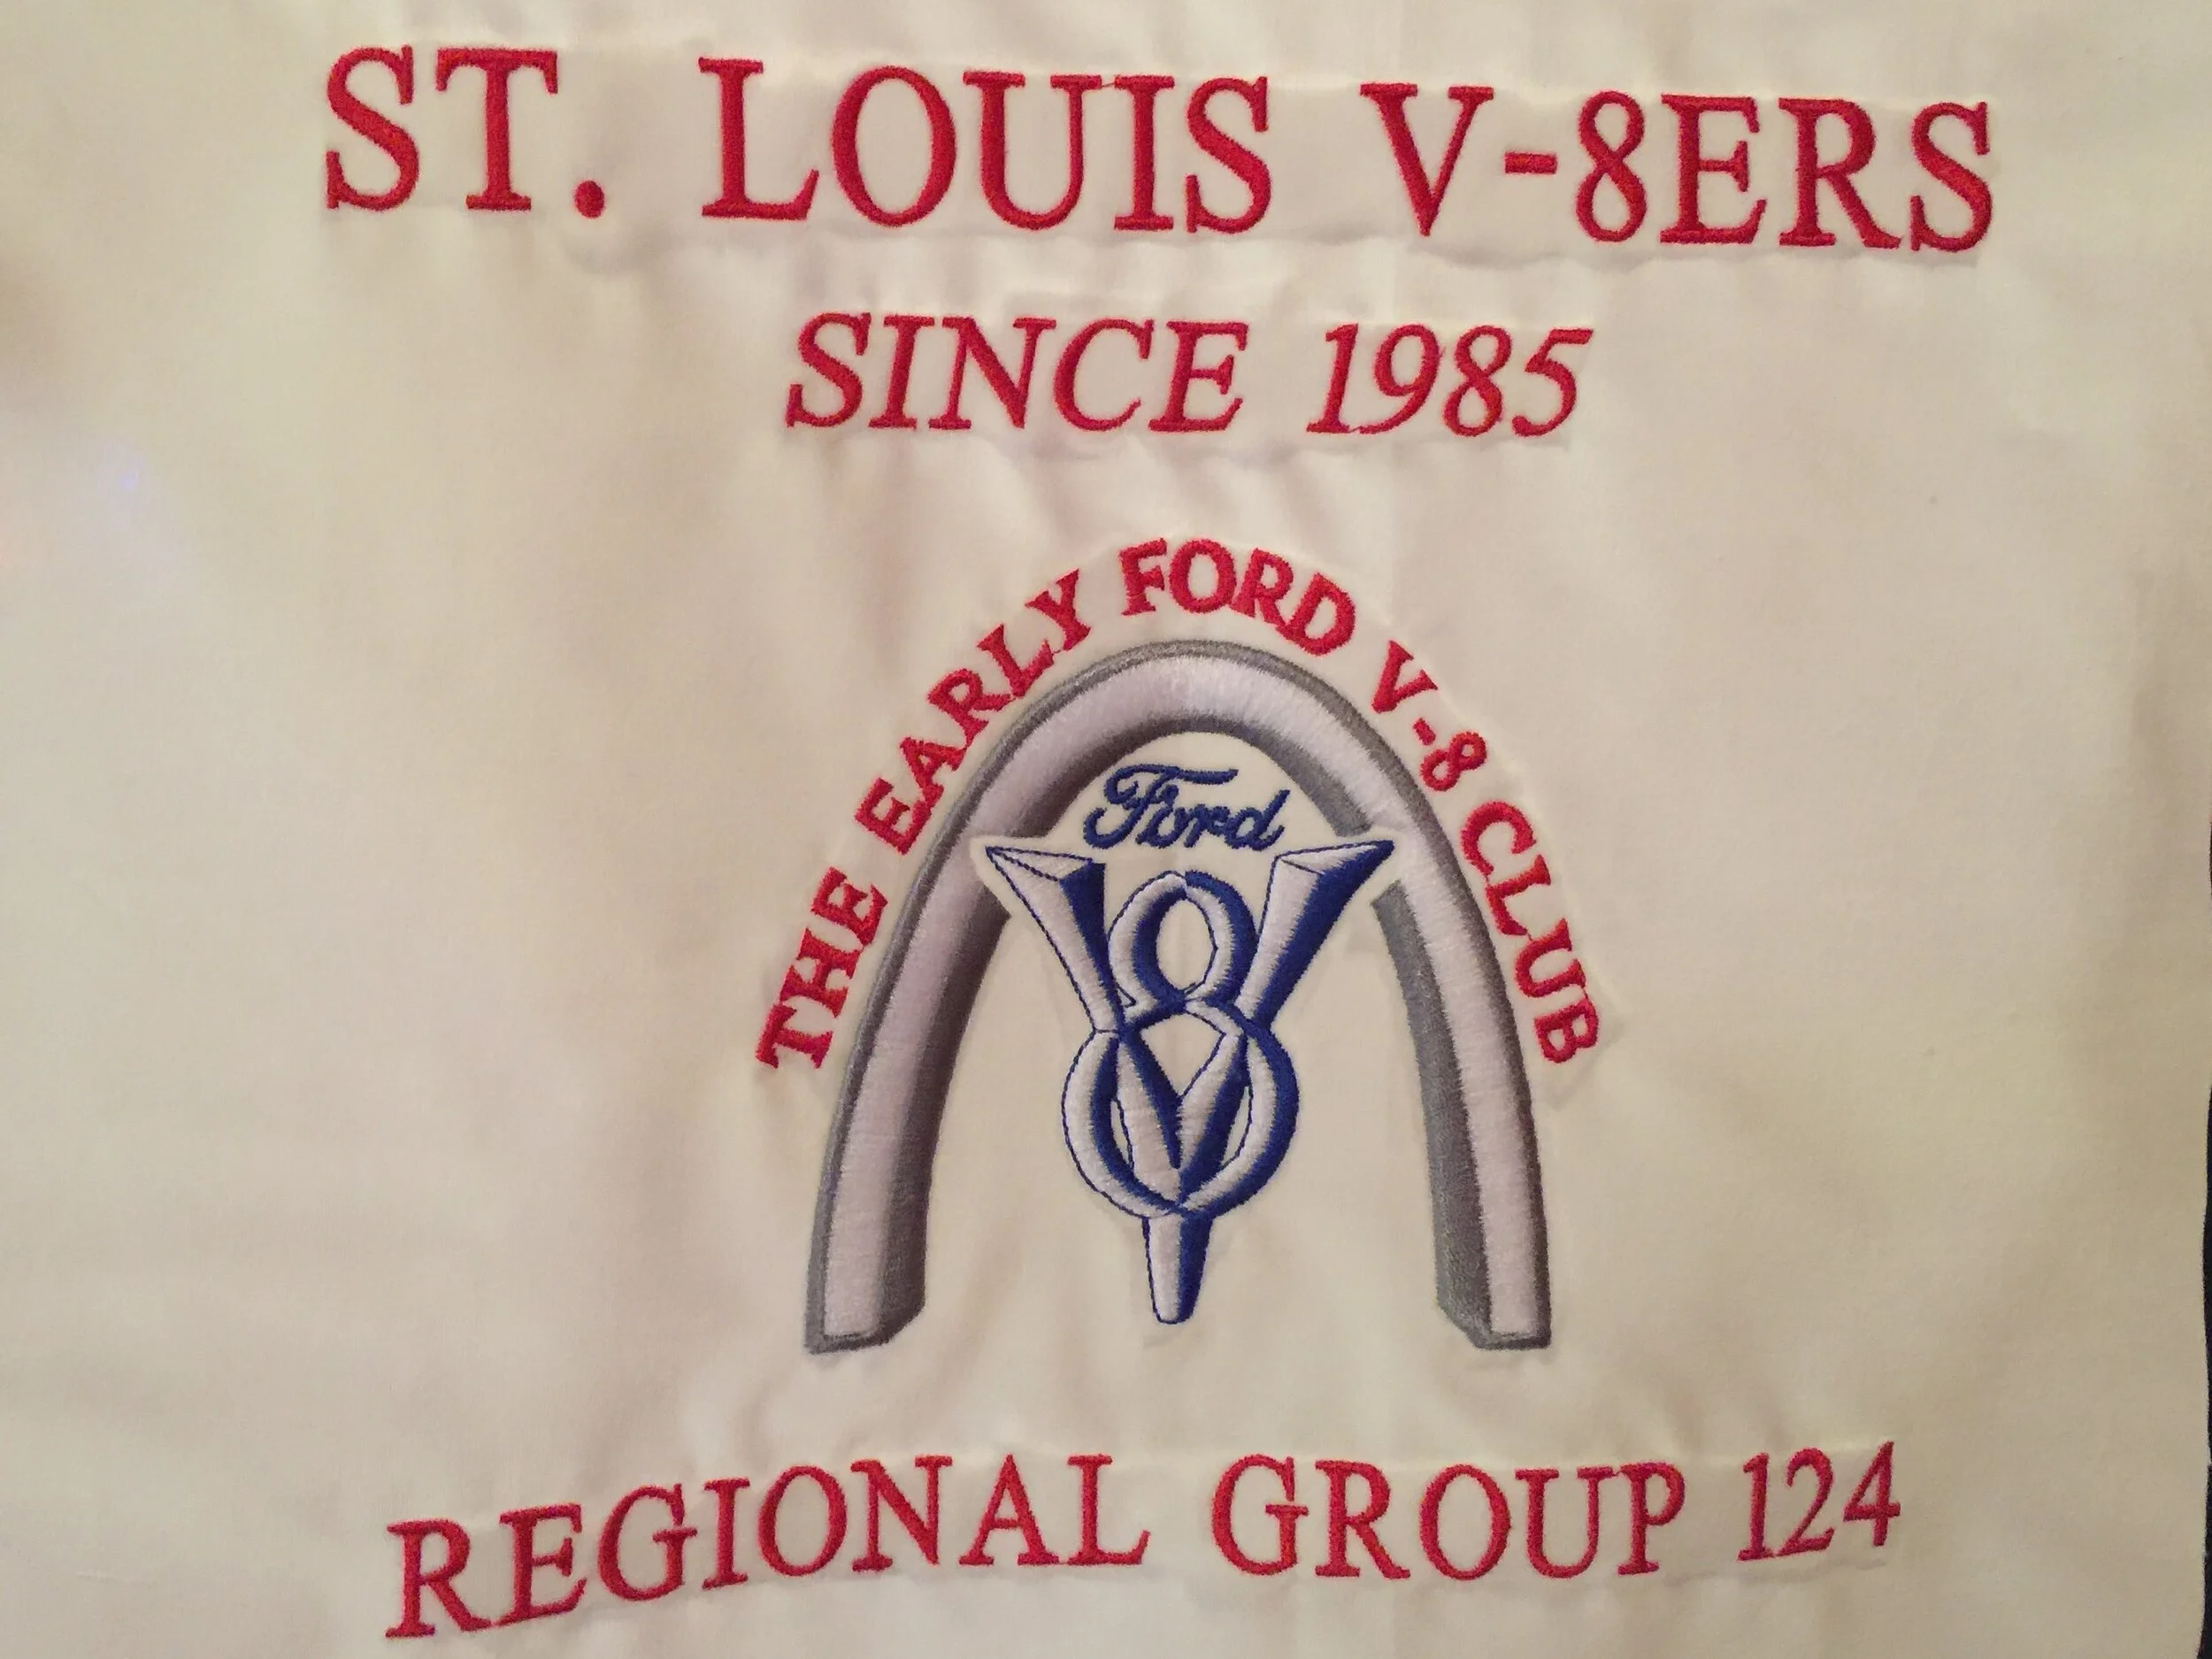 ST. LOUIS V-8ERS
SINCE 1985
THE EARLY FORD V-8 CLUB
Ford
V8
REGIONAL GROUP 124